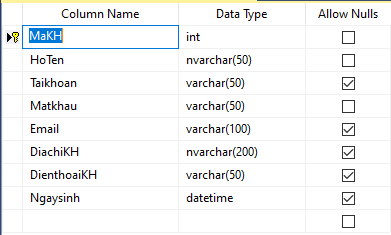 Column Name Data Type Allow Nulls
MaKH int
HoTen nvarchar(50)
Taikhoan varchar(50)
Matkhau varchar(50)
Email varchar(100)
DiachiKH nvarchar(200)
DienthoaiKH varchar(50)
Ngaysinh datetime